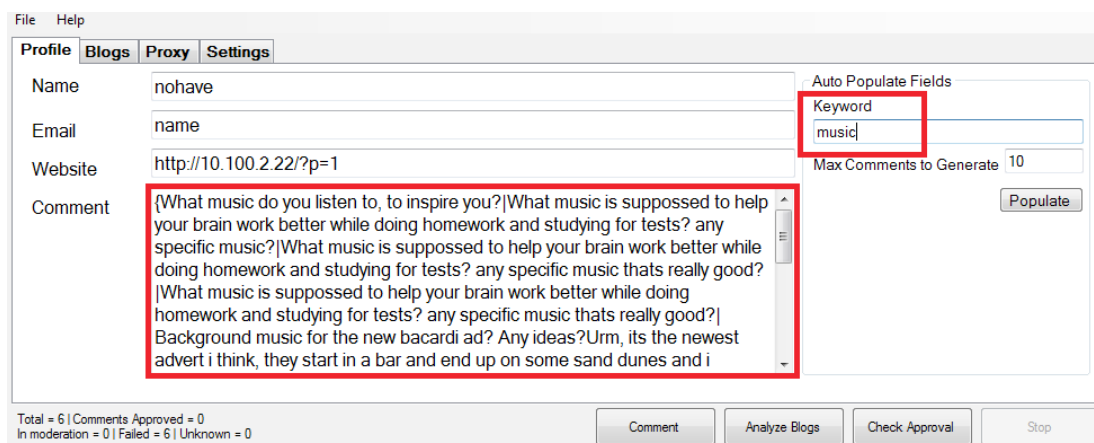 File Help
Profile Blogs Proxy Settings
Name nohave
Email name
Website http://10.100.2.22/?p=1
Comment {What music do you listen to, to inspire you?|What music is suppossed to help
your brain work better while doing homework and studying for tests? any
specific music?|What music is suppossed to help your brain work better while
doing homework and studying for tests? any specific music thats really good?
|What music is suppossed to help your brain work better while doing
homework and studying for tests? any specific music thats really good?|
Background music for the new bacardi ad? Any ideas?Urm, its the newest
advert i think, they start in a bar and end up on some sand dunes and i
Auto Populate Fields
Keyword
music
Max Comments to Generate 10
Populate
Total = 6 | Comments Approved = 0
In moderation = 0 | Failed = 6 | Unknown = 0
Comment Analyze Blogs Check Approval Stop